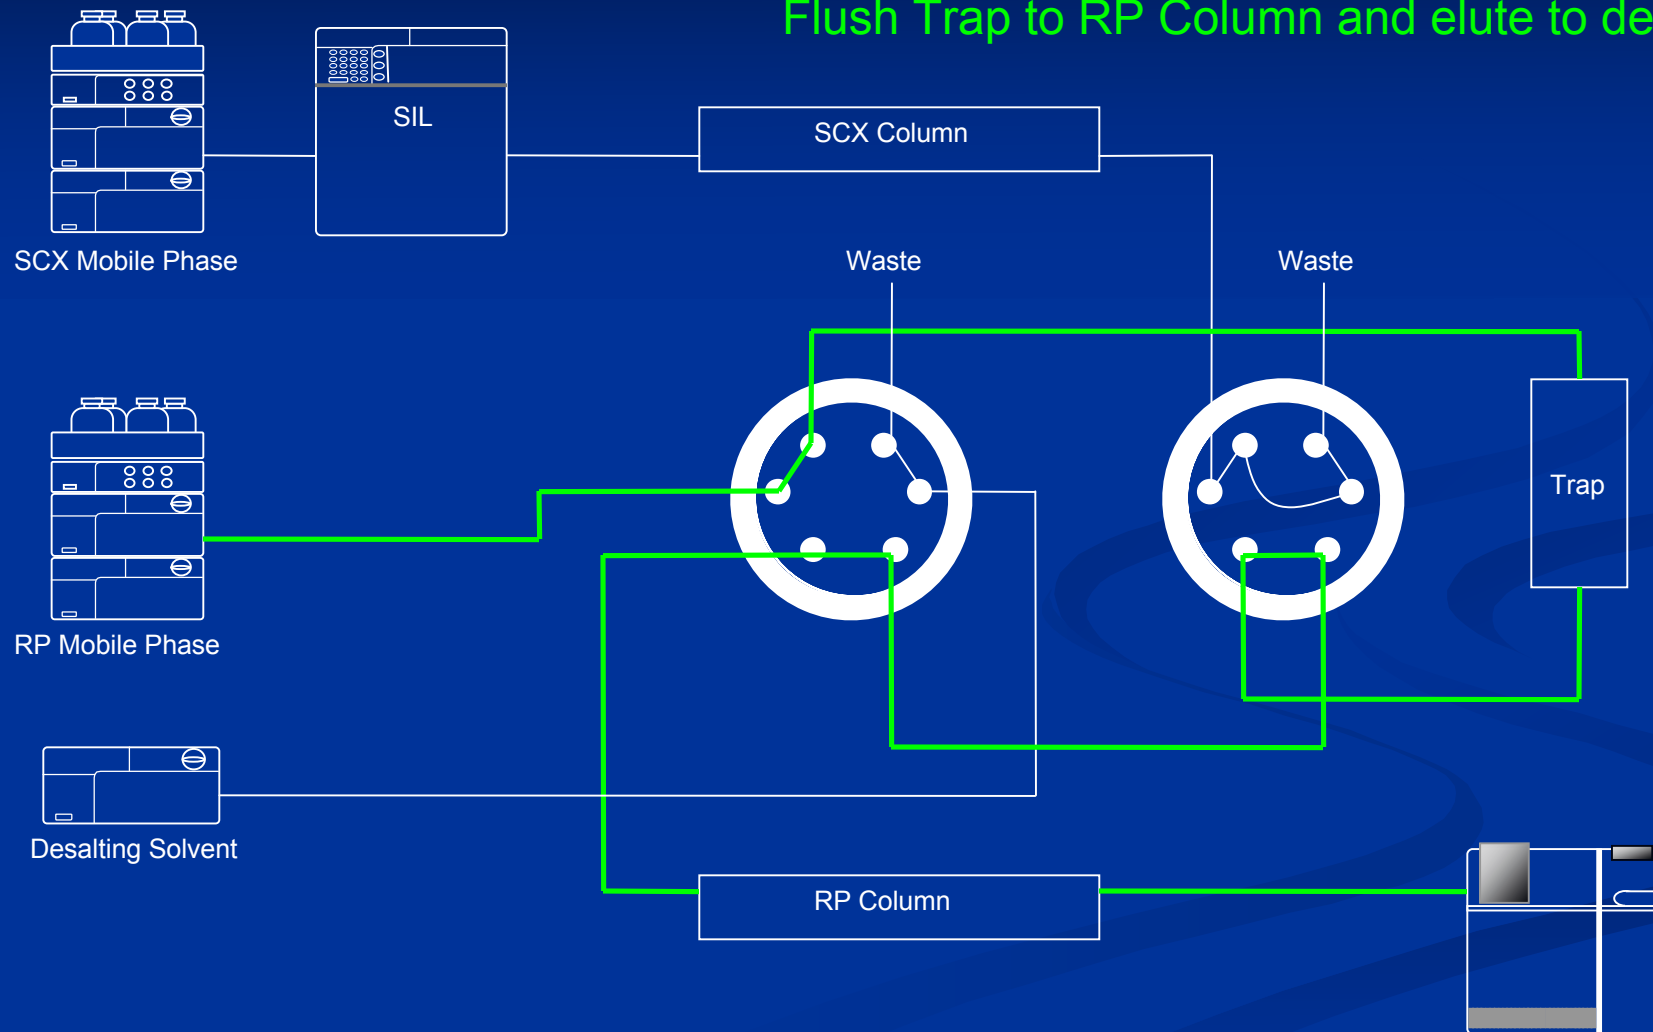 Flush Trap to RP Column and elute to
SIL
SCX Column
SCX Mobile Phase
Waste
Waste
Trap
RP Mobile Phase
Desalting Solvent
RP Column